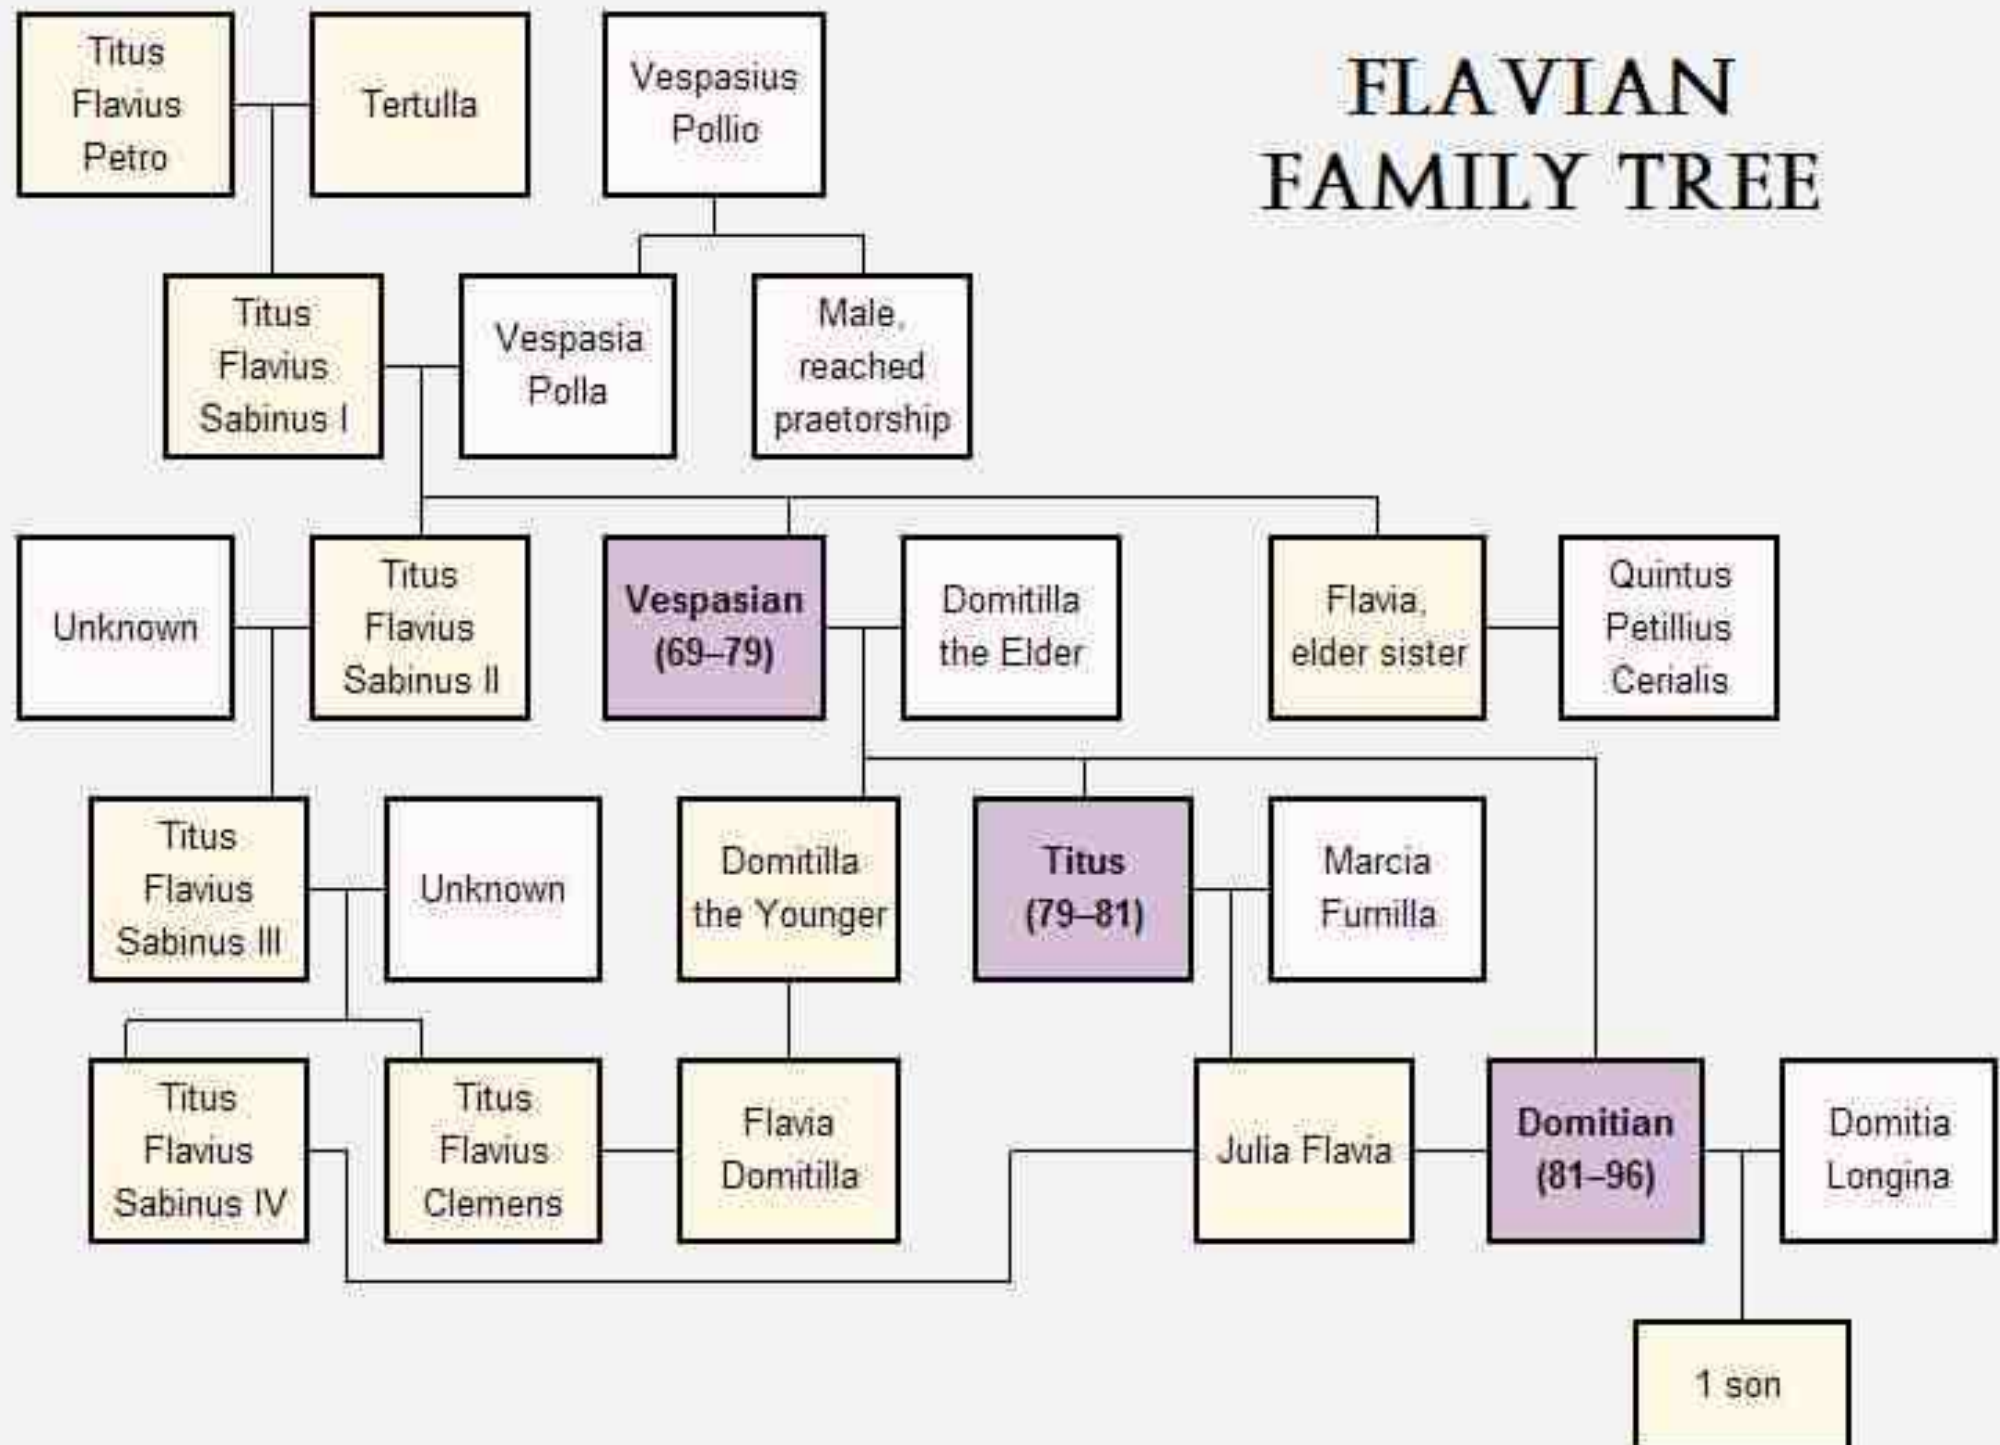 Titus
Flavius
Petro
Tertulla
Vespasius
Pollio
FLAVIAN
FAMILY TREE
Titus
Flavius
Sabinus I
Vespasia
Polla
Male,
reached
praetorship
Unknown
Titus
Flavius
Sabinus II
Vespasian
(69–79)
Domitilla
the Elder
Flavia,
elder sister
Quintus
Petillius
Cerialis
Titus
Flavius
Sabinus III
Unknown
Domitilla
the Younger
Titus
(79–81)
Marcia
Furnilla
Titus
Flavius
Sabinus IV
Titus
Flavius
Clemens
Flavia
Domitilla
Julia Flavia
Domitian
(81–96)
Domitia
Longina
1 son